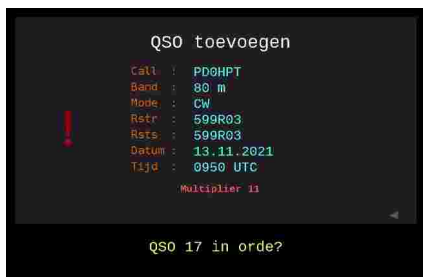 QSO toevoegen
Call : PD0HPT
Band : 80 m
Mode : CW
Rstr : 599R03
Rsts : 599R03
Datum : 13.11.2021
Tijd : 0950 UTC
!
Multiplier 11
QSO 17 in orde?